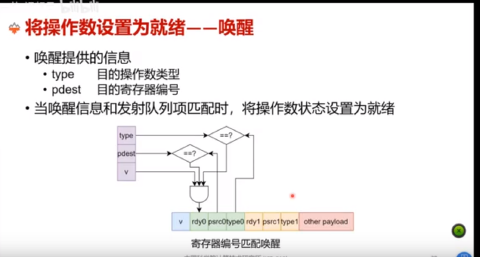 将操作数设置为就绪——唤醒
• 唤醒提供的信息
• type 目的操作数类型
• pdest 目的寄存器编号
• 当唤醒信息和发射队列项匹配时，将操作数状态设置为就绪
type
==?
pdest
==?
v
v rdy0 psrc0 type0 rdy1 psrc1 type1 other payload
寄存器编号匹配唤醒